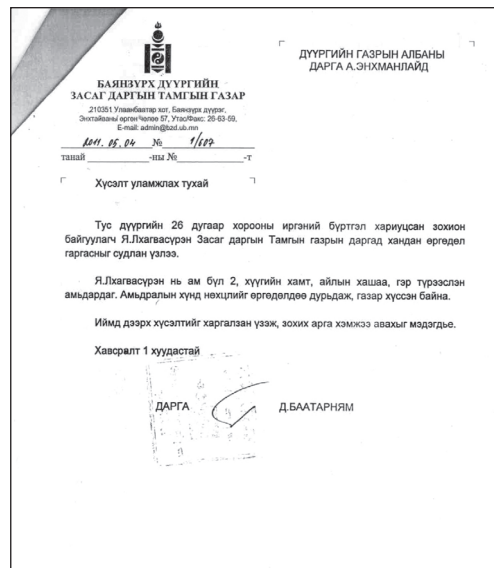 БАЯНЗҮРХ ДҮҮРГИЙН
ЗАСАГ ДАРГЫН ТАМГЫН ГАЗАР
210351 Улаанбаатар хот, Баянзүрх дүүрэг,
Энхтайваны өргөн чөлөө 57, Утас/Факс: 26-63-59,
E-mail: admin@bzd.ub.mn
2011. 05. 04 № 1/607
танай -ны № -т
ДҮҮРГИЙН ГАЗРЫН АЛБАНЫ
ДАРГА А.ЭНХМАНЛАЙД
Хүсэлт уламжлах тухай
Тус дүүргийн 26 дугаар хорооны иргэний бүртгэл хариуцсан зохион
байгуулагч Я.Лхагвасүрэн Засаг даргын Тамгын газрын даргад хандан өргөдөл
гаргасныг судлан үзлээ.
Я.Лхагвасүрэн нь ам бүл 2, хүүгийн хамт, айлын хашаа, гэр түрээслэн
амьдардаг. Амьдралын хүнд нөхцлийг өргөдөлдөө дурьдаж, газар хүссэн байна.
Иймд дээрх хүсэлтийг харгалзан үзэж, зохих арга хэмжээ авахыг мэдэгдье.
Хавсралт 1 хуудастай
ДАРГА Д.БААТАРНЯМ